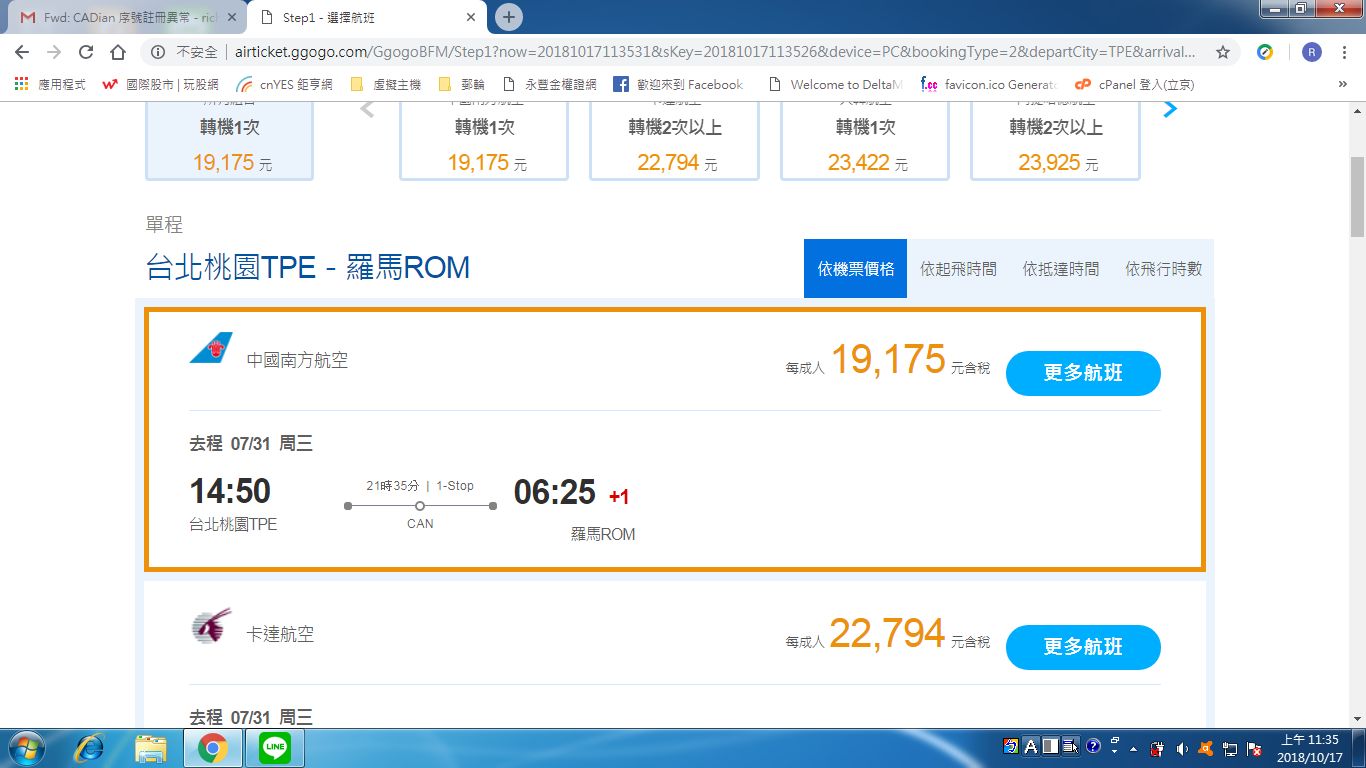 Fwd: CADian 序號註冊異常 - rich
Step1 - 選擇航班
不安全 | airticket.ggogo.com/GgogoBFM/Step1?now=20181017113531&sKey=20181017113526&device=PC&bookingType=2&departCity=TPE&arrival...
應用程式 國際股市 | 玩股網 cnYES 鉅亨網 虛擬主機 郵輪 永豐金權證網 歡迎來到 Facebook Welcome to DeltaM favicon.ico Generato cPanel 登入(立京) »
轉機1次 轉機1次 轉機2次以上 轉機1次 轉機2次以上
19,175 元 19,175 元 22,794 元 23,422 元 23,925 元
單程
台北桃園TPE - 羅馬ROM
依機票價格 依起飛時間 依抵達時間 依飛行時數
中國南方航空
每成人 19,175 元含稅 更多航班
去程 07/31 周三
14:50 21時35分 | 1-Stop 06:25 +1
台北桃園TPE CAN 羅馬ROM
卡達航空
每成人 22,794 元含稅 更多航班
去程 07/31 周三
LINE
上午 11:35
2018/10/17